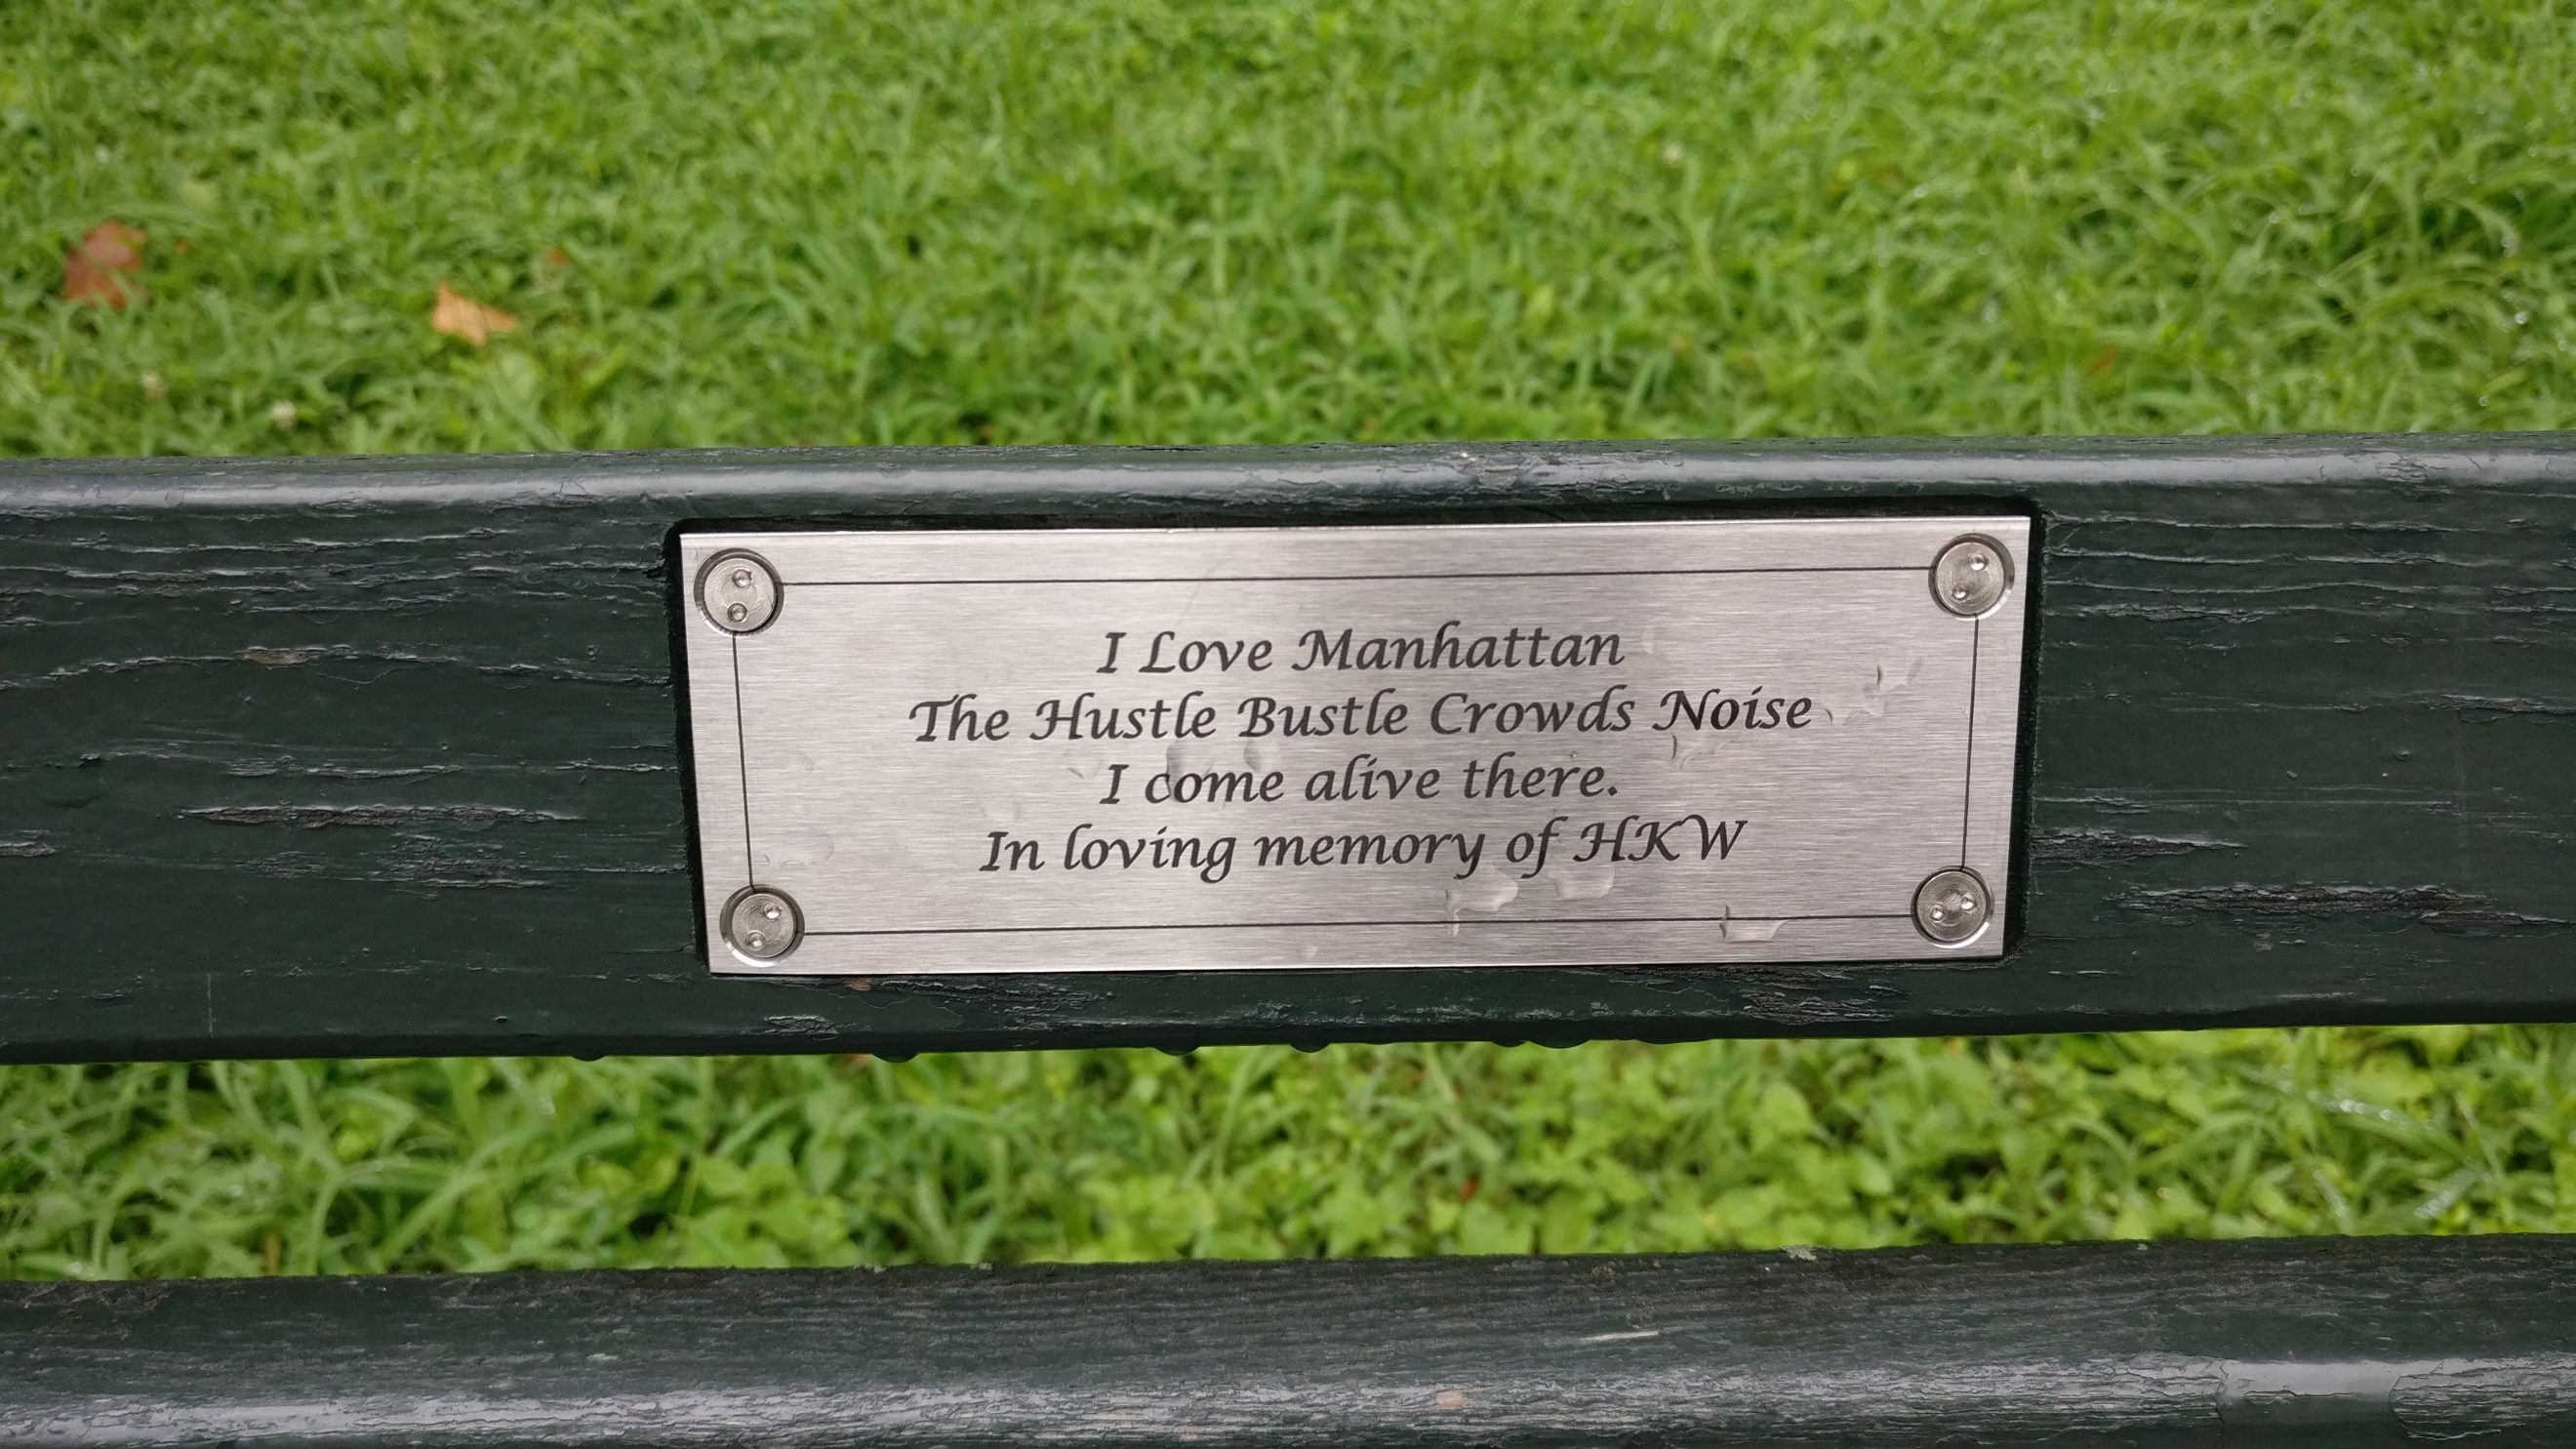 I Love Manhattan
The Hustle Bustle Crowds Noise
I come alive there.
In loving memory of HKW